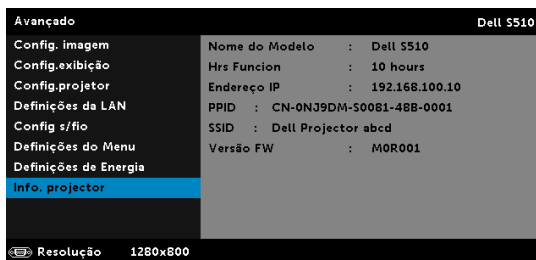 Avançado Dell S510
Config. imagem
Config.exibição
Config.projetor
Definições da LAN
Config s/fio
Definições do Menu
Definições de Energia
Info. projector
Nome do Modelo : Dell S510
Hrs Funcion : 10 hours
Endereço IP : 192.168.100.10
PPID : CN-0NJ9DM-S0081-48B-0001
SSID : Dell Projector abcd
Versão FW : M0R001
Resolução 1280x800